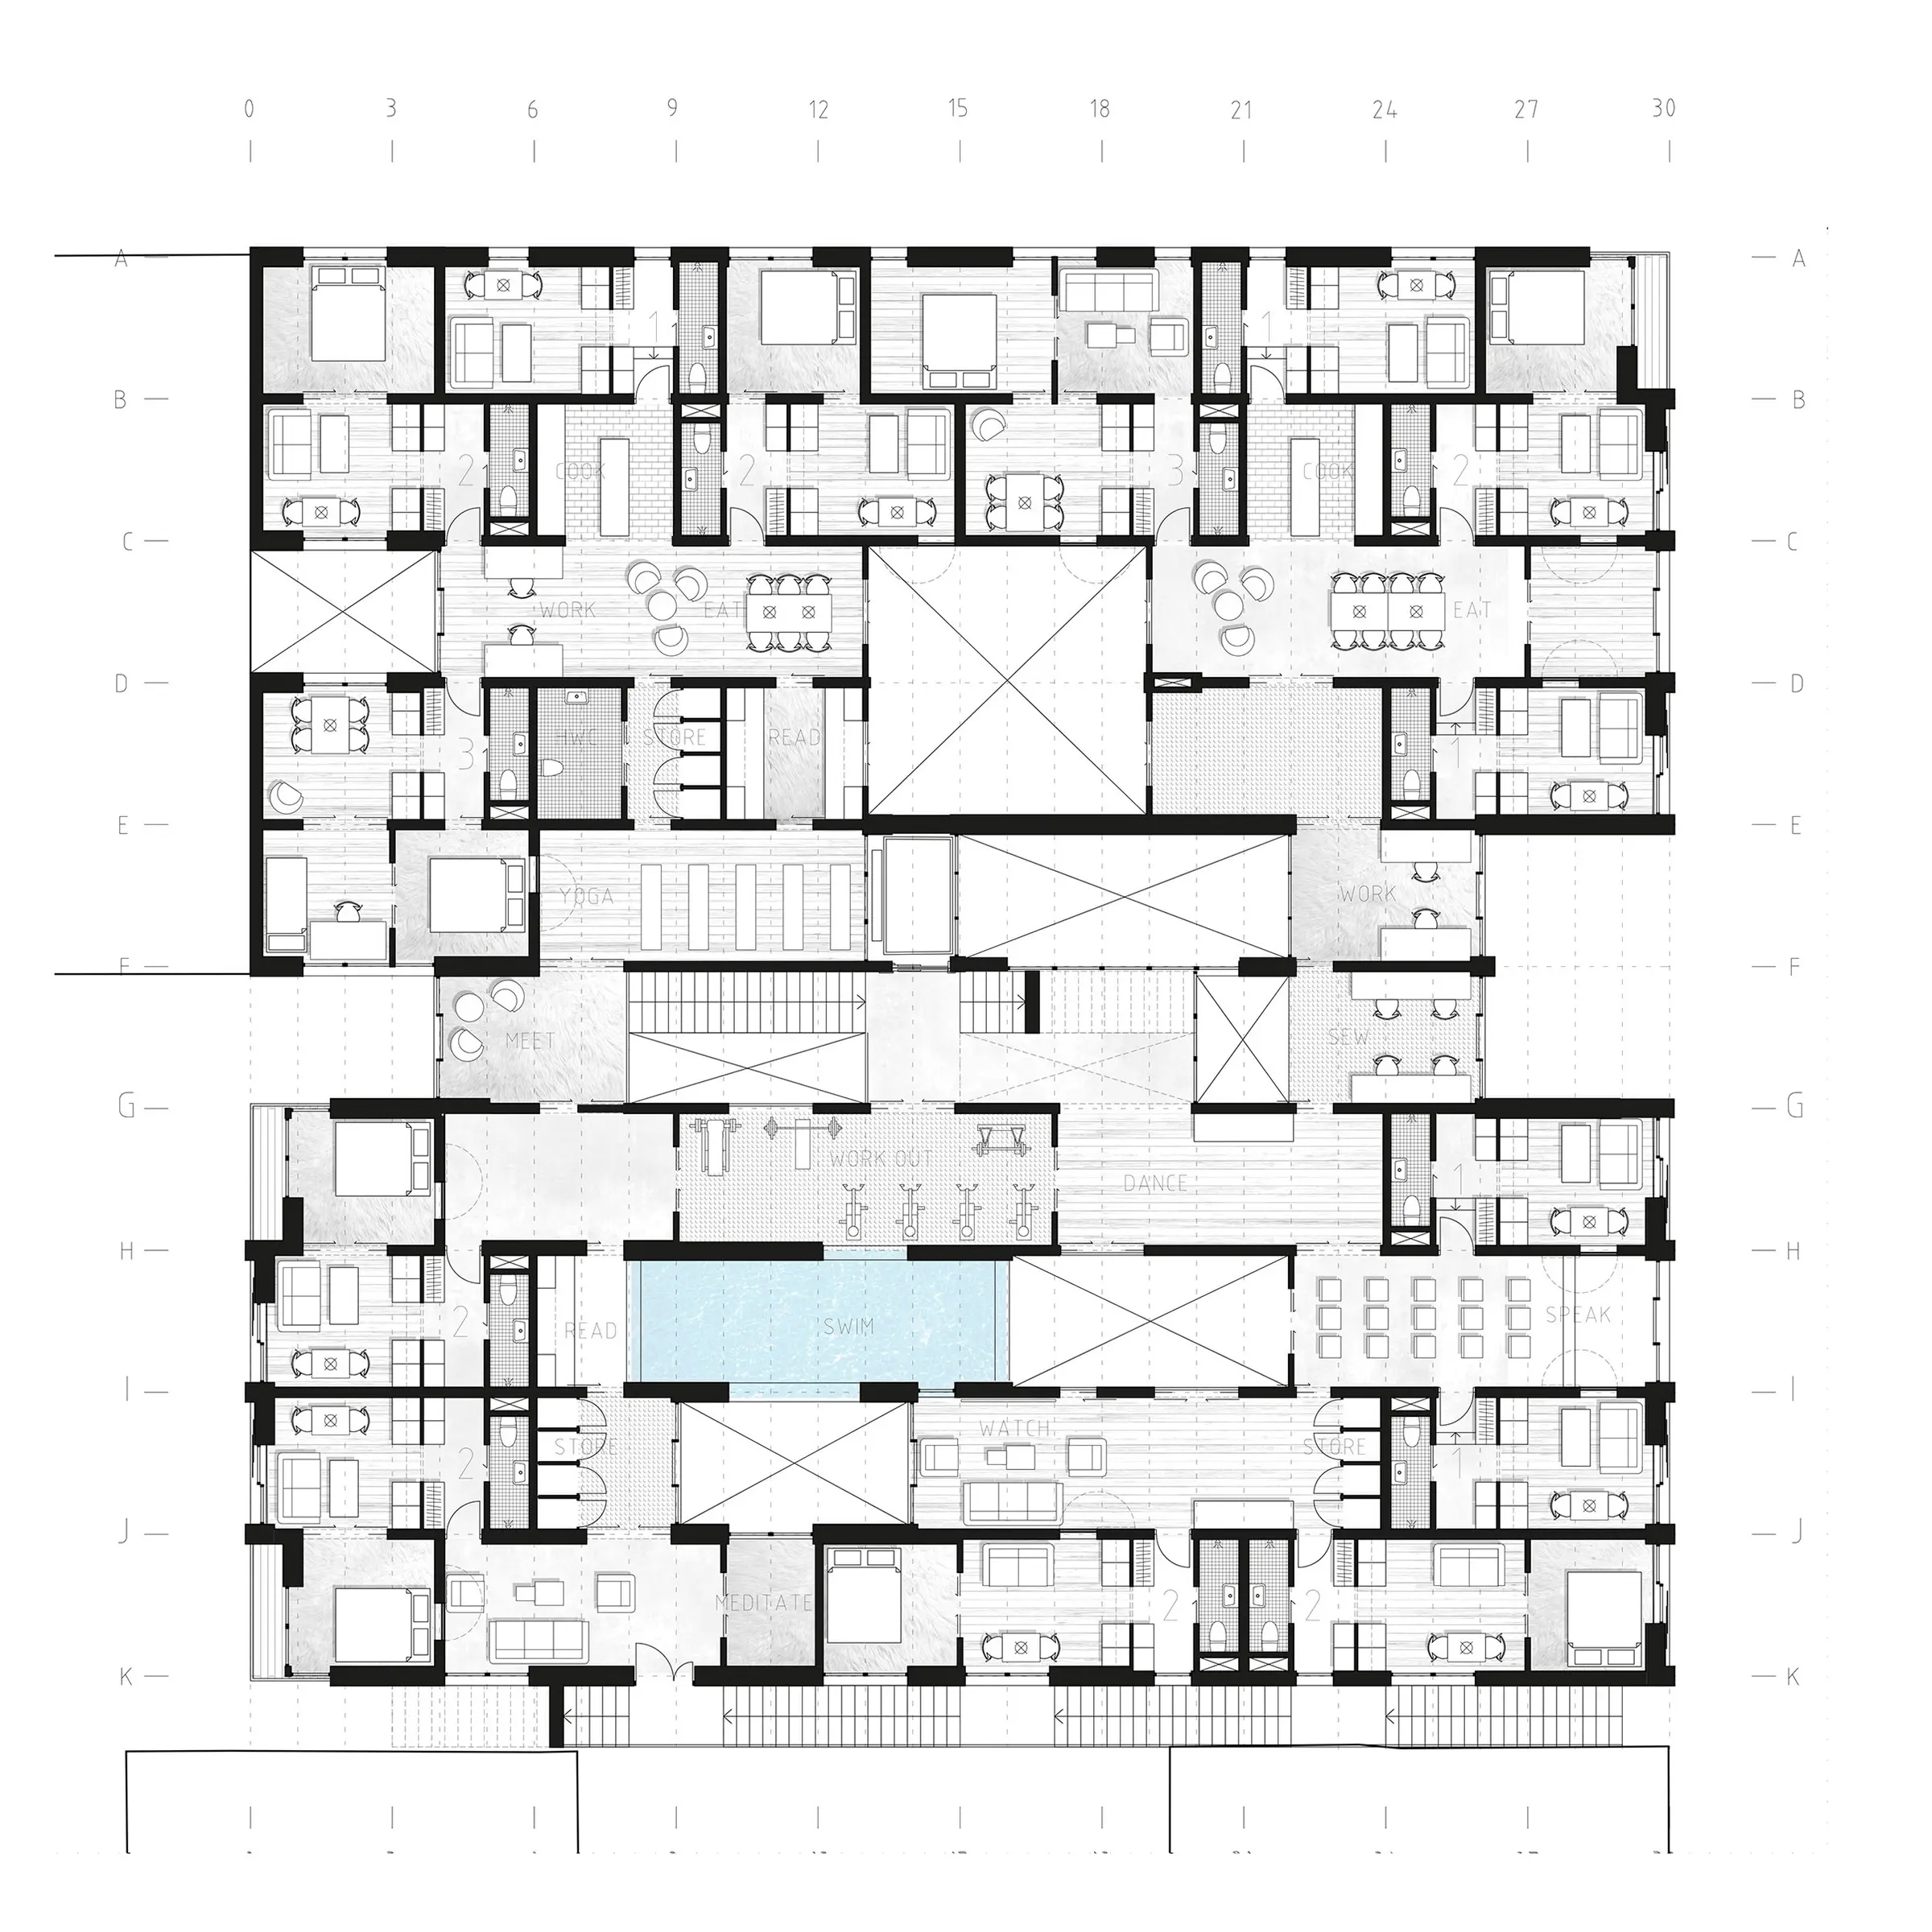 0 3 6 9 12 15 18 21 24 27 30
A A
1 1
B B
2 COOK 2 3 COOK 2
C C
WORK EAT EAT
D D
3 HWC STORE READ 1
E E
YOGA WORK
F F
MEET SEW
G G
WORK OUT DANCE 1
H H
2 READ SWIM SPEAK
I I
2 STORE WATCH STORE 1
J J
MEDITATE 2 2
K K